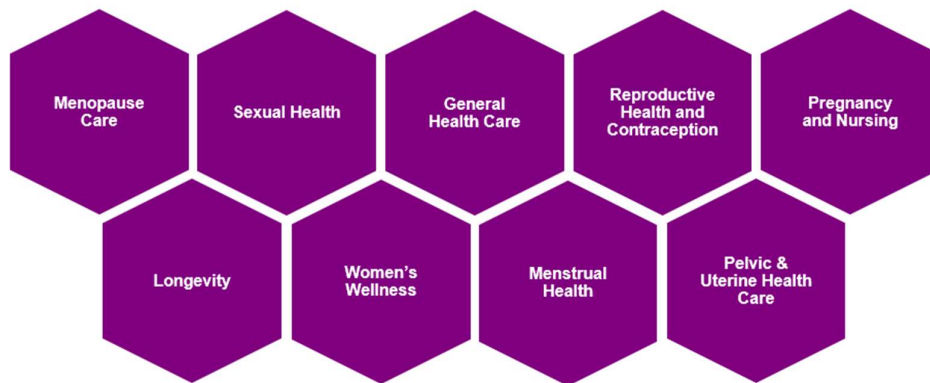 Menopause
Care
Sexual Health
General
Health Care
Reproductive
Health and
Contraception
Pregnancy
and Nursing
Longevity
Women’s
Wellness
Menstrual
Health
Pelvic &
Uterine Health
Care